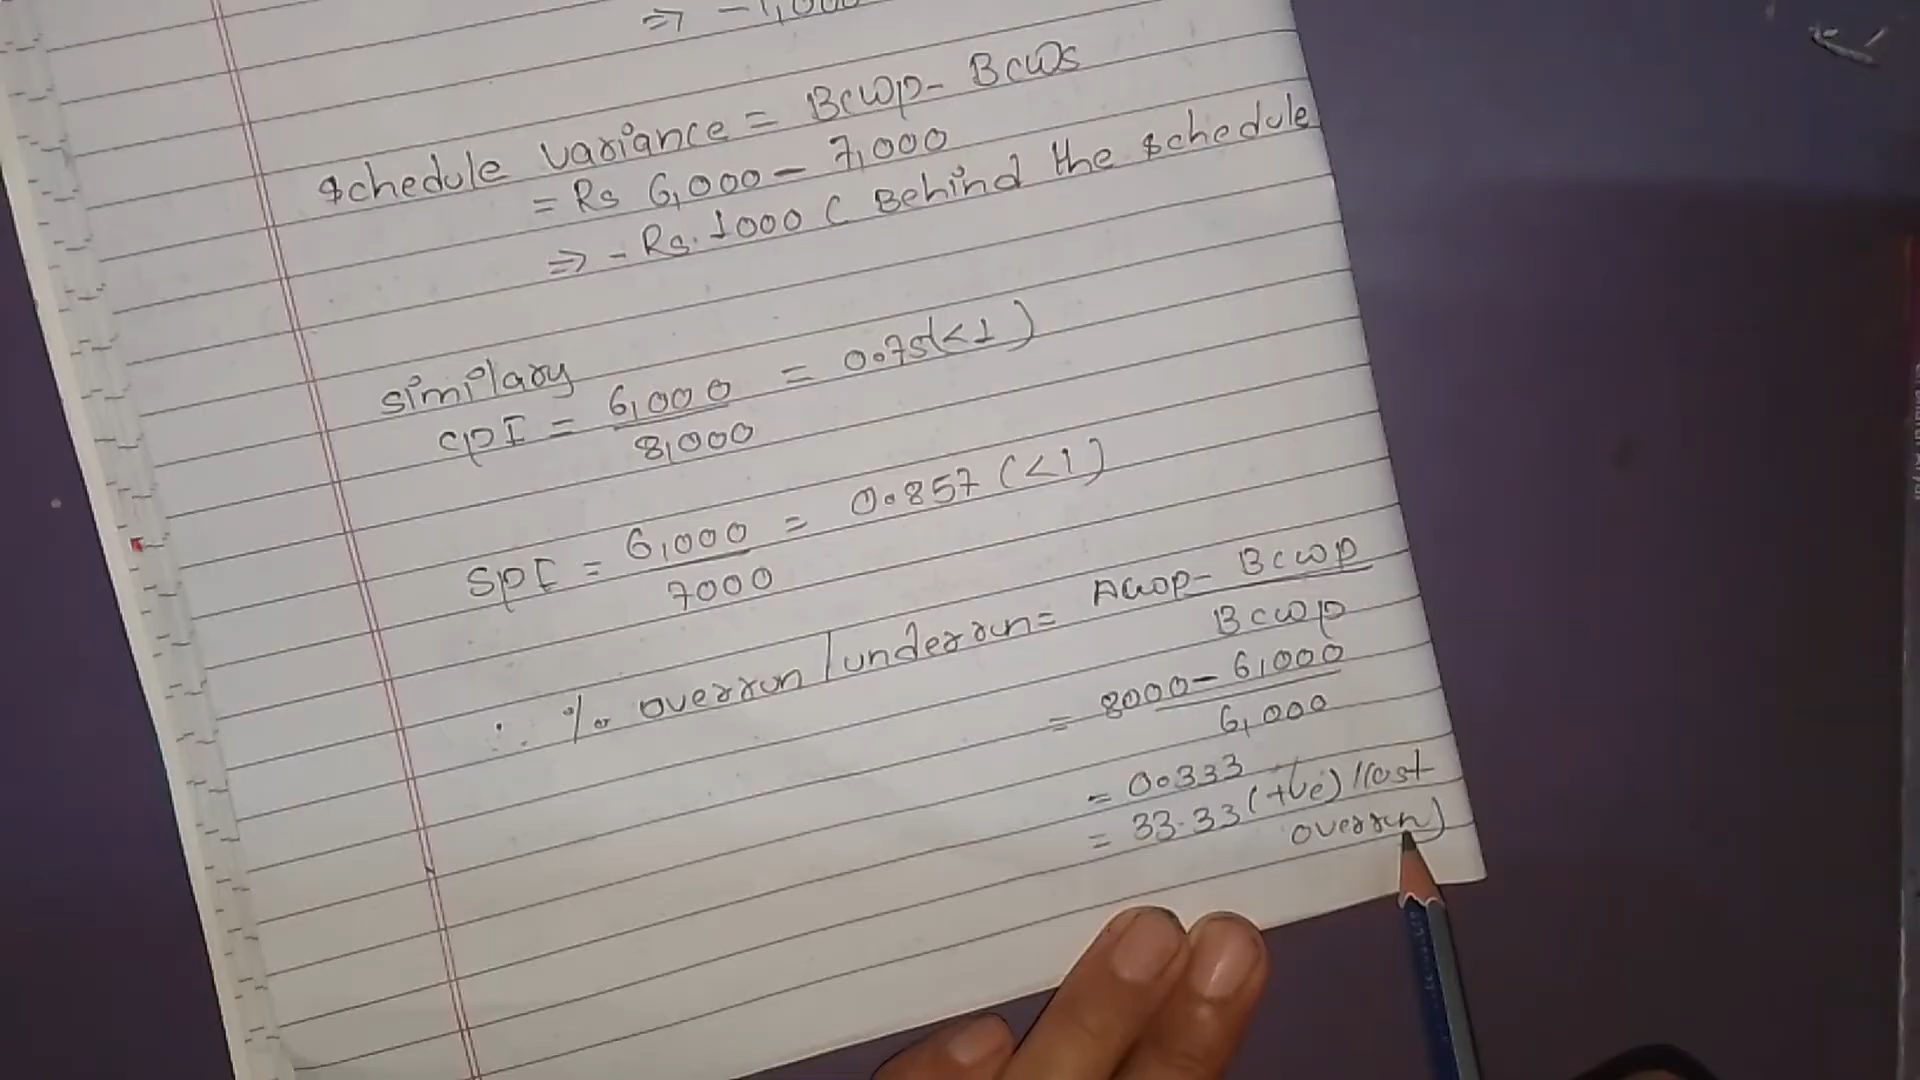 ⇒ -1,000
Schedule variance = BCWP - BCWS
= Rs 6,000 - 7,000
⇒ - Rs. 1000 ( Behind the schedule
similary
CPI = 6,000 / 8,000 = 0.75 (<1)
SPI = 6,000 / 7000 = 0.857 (<1)
∴ % overrun / underrun = ACWP - BCWP / BCWP
= 8000 - 6,000 / 6,000
= 0.333
= 33.33 (+ve) (cost
overrun)